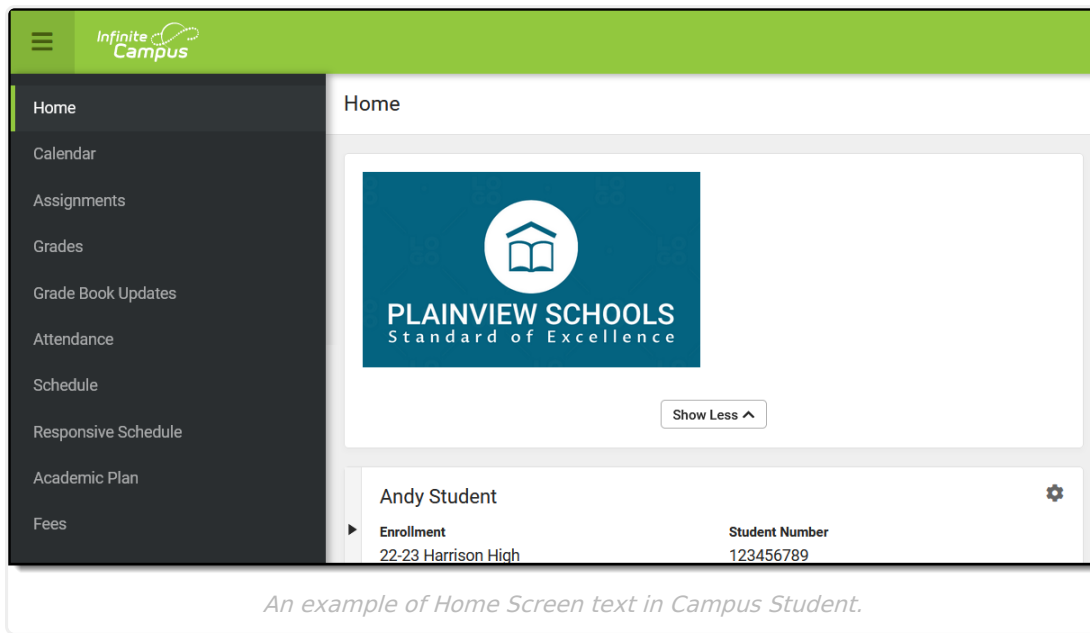 Infinite
Campus
Home
Calendar
Assignments
Grades
Grade Book Updates
Attendance
Schedule
Responsive Schedule
Academic Plan
Fees
Home
PLAINVIEW SCHOOLS
Standard of Excellence
Show Less
Andy Student
Enrollment Student Number
22-23 Harrison High 123456789
An example of Home Screen text in Campus Student.